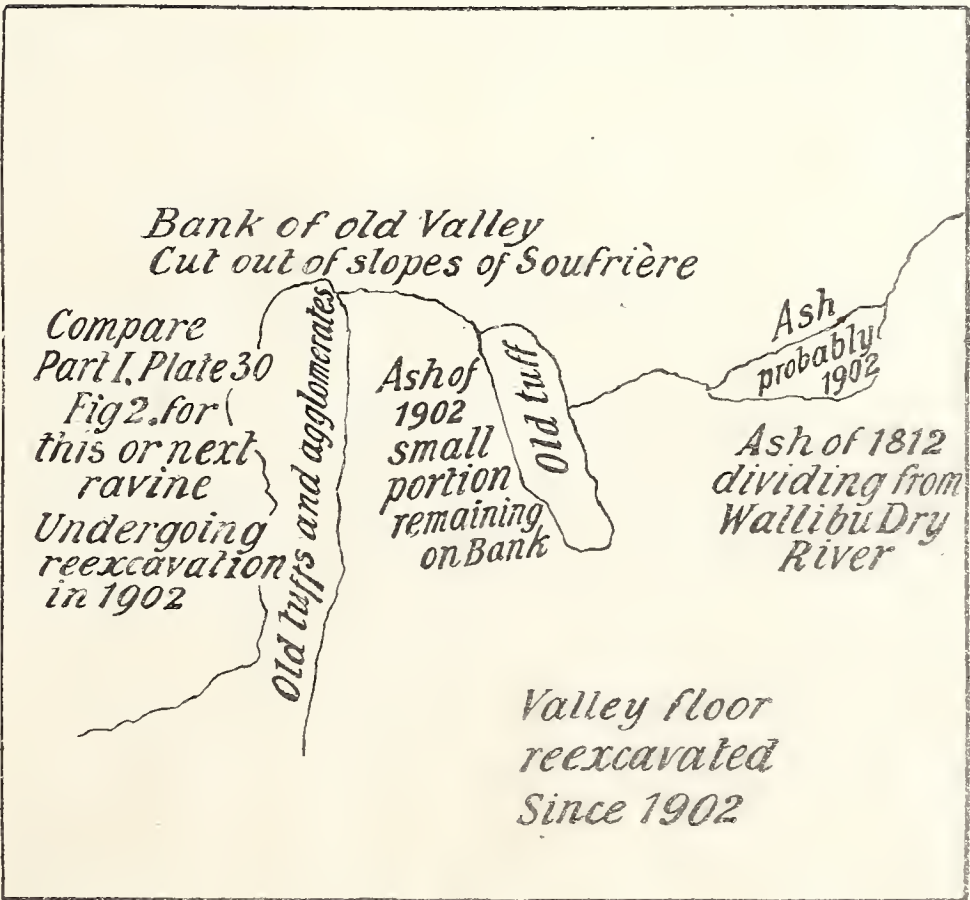 Bank of old Valley
Cut out of slopes of Soufrière
Compare
Part I. Plate 30
Fig 2. for
this or next
ravine
Undergoing
reexcavation
in 1902
Old tuffs and agglomerates
Ash of
1902
small
portion
remaining
on Bank
Old tuff
Ash
probably
1902
Ash of 1812
dividing from
Wallibu Dry
River
Valley floor
reexcavated
Since 1902